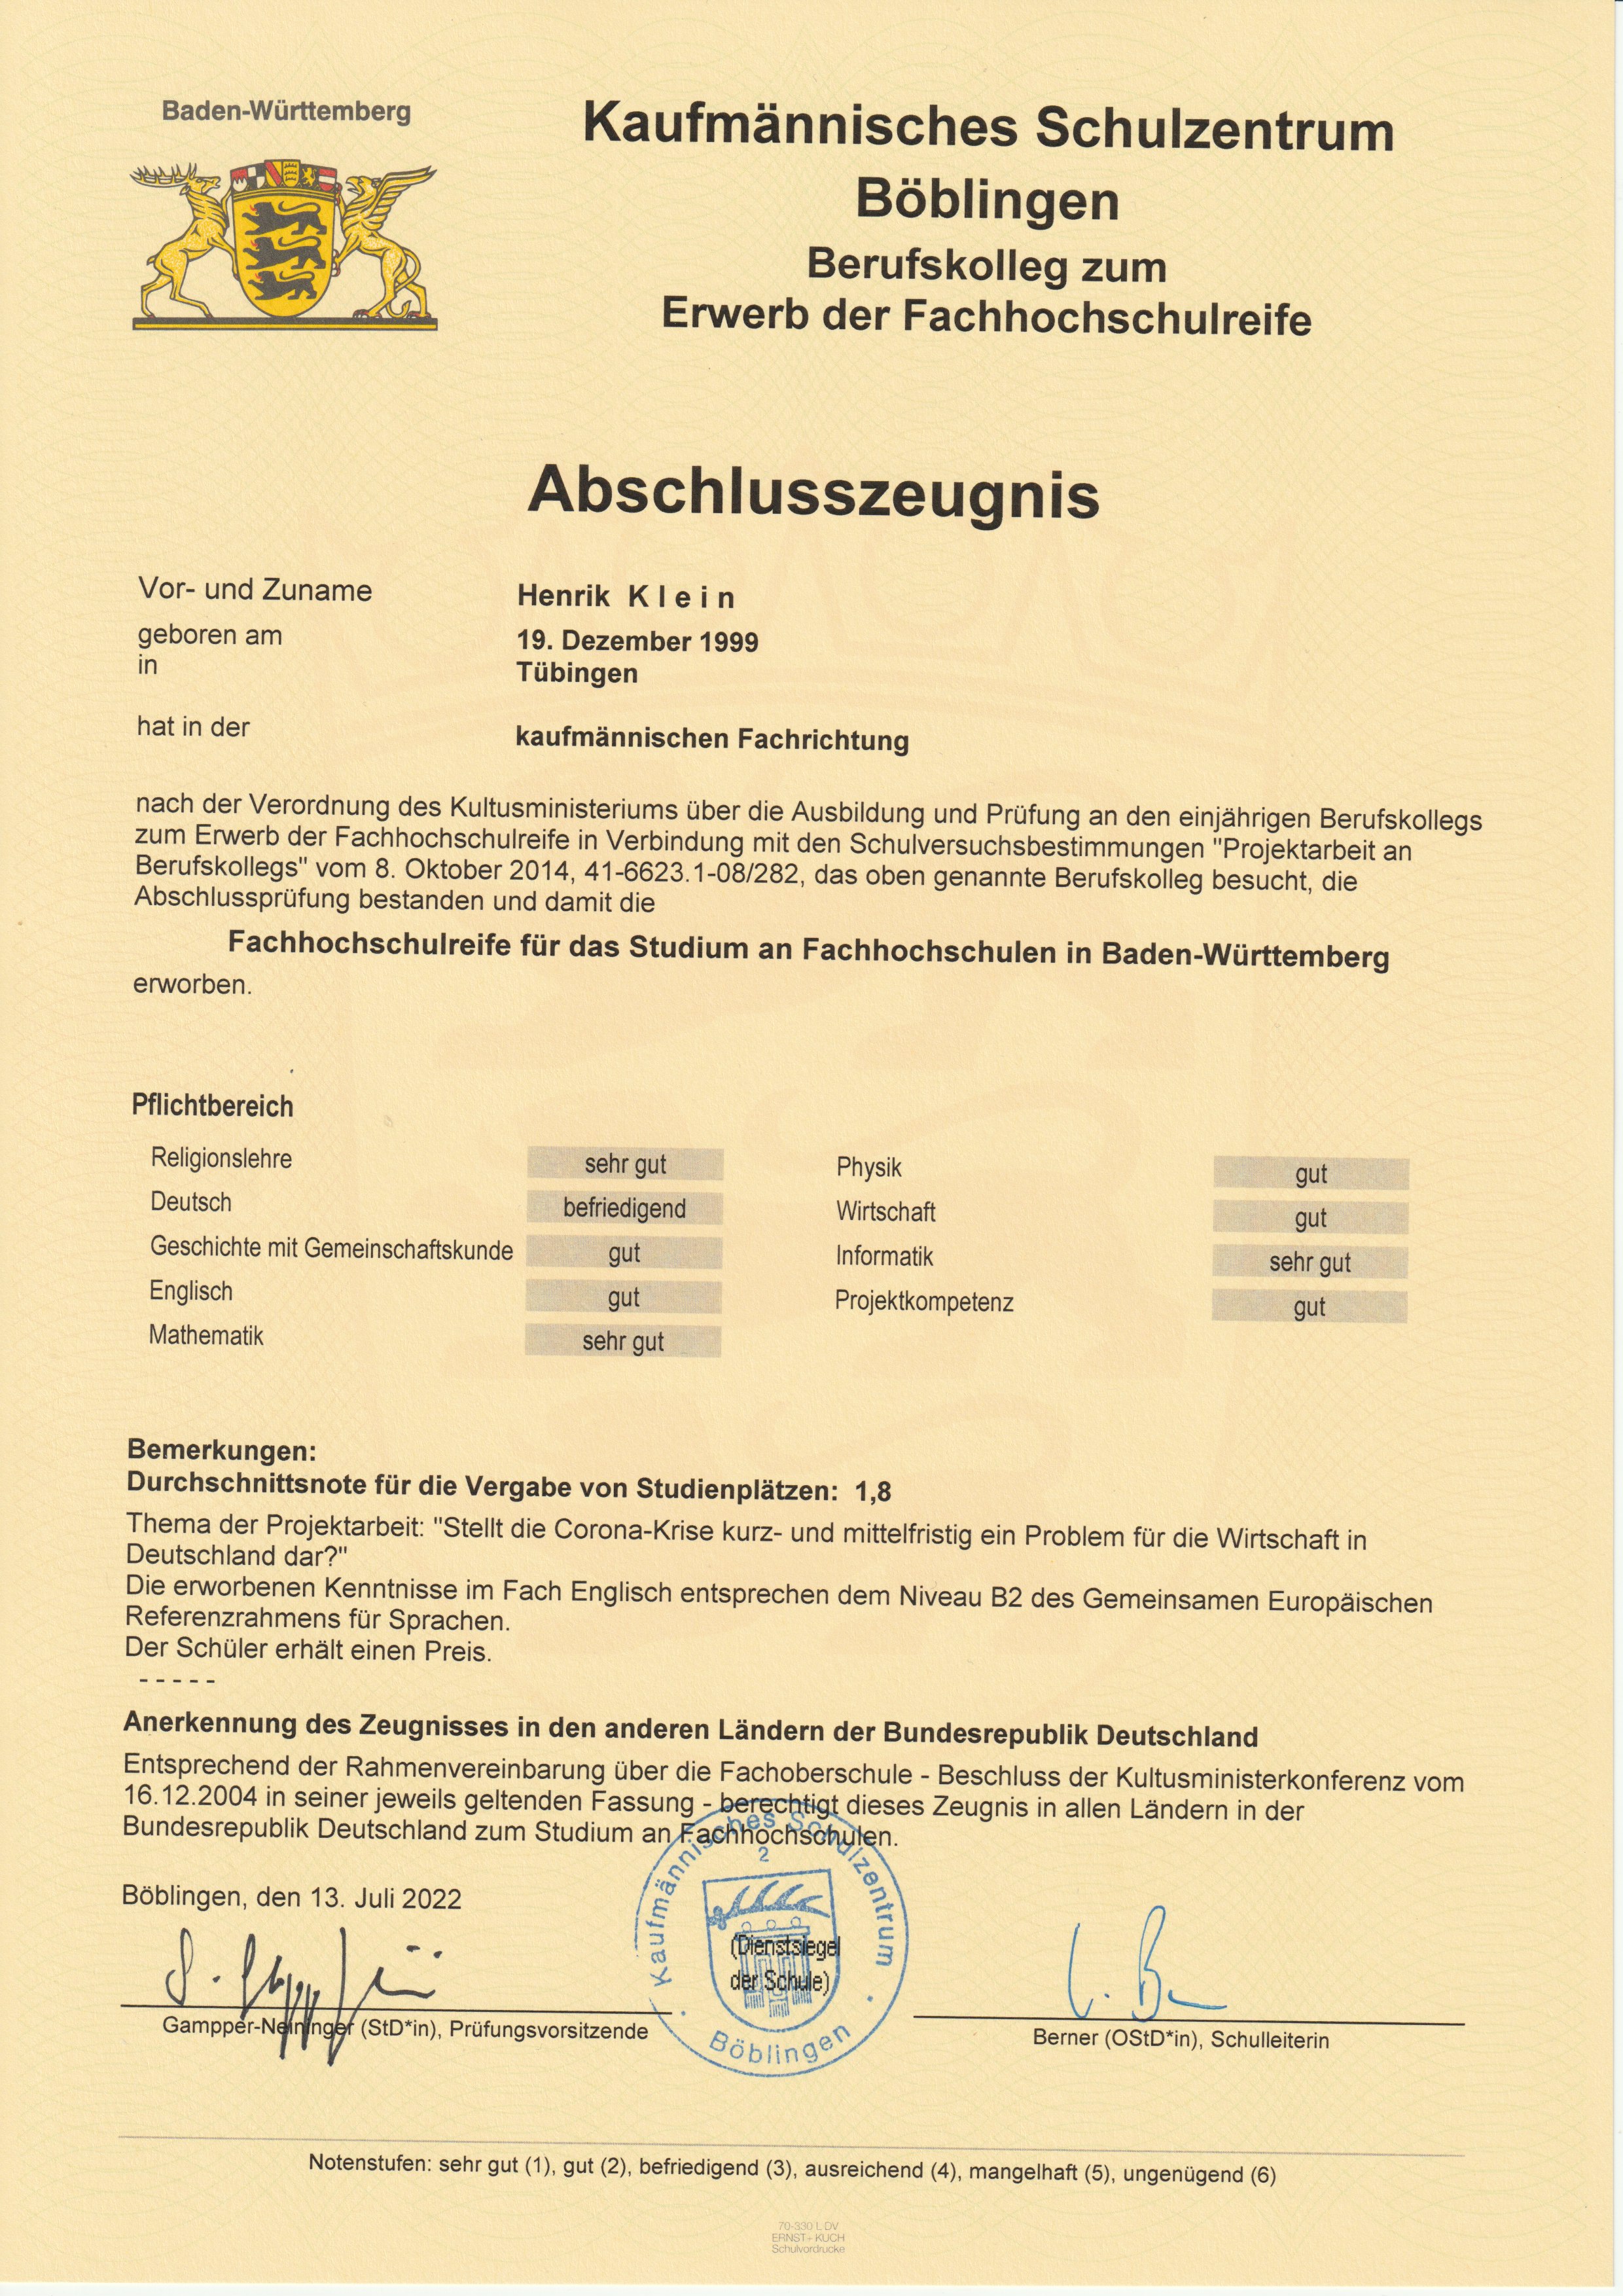 Baden-Württemberg
Kaufmännisches Schulzentrum
Böblingen
Berufskolleg zum
Erwerb der Fachhochschulreife
Abschlusszeugnis
Vor- und Zuname Henrik K l e i n
geboren am 19. Dezember 1999
in Tübingen
hat in der kaufmännischen Fachrichtung
nach der Verordnung des Kultusministeriums über die Ausbildung und Prüfung an den einjährigen Berufskollegs
zum Erwerb der Fachhochschulreife in Verbindung mit den Schulversuchsbestimmungen "Projektarbeit an
Berufskollegs" vom 8. Oktober 2014, 41-6623.1-08/282, das oben genannte Berufskolleg besucht, die
Abschlussprüfung bestanden und damit die
Fachhochschulreife für das Studium an Fachhochschulen in Baden-Württemberg
erworben.
Pflichtbereich
Religionslehre sehr gut Physik gut
Deutsch befriedigend Wirtschaft gut
Geschichte mit Gemeinschaftskunde gut Informatik sehr gut
Englisch gut Projektkompetenz gut
Mathematik sehr gut
Bemerkungen:
Durchschnittsnote für die Vergabe von Studienplätzen: 1,8
Thema der Projektarbeit: "Stellt die Corona-Krise kurz- und mittelfristig ein Problem für die Wirtschaft in
Deutschland dar?"
Die erworbenen Kenntnisse im Fach Englisch entsprechen dem Niveau B2 des Gemeinsamen Europäischen
Referenzrahmens für Sprachen.
Der Schüler erhält einen Preis.
- - - - -
Anerkennung des Zeugnisses in den anderen Ländern der Bundesrepublik Deutschland
Entsprechend der Rahmenvereinbarung über die Fachoberschule - Beschluss der Kultusministerkonferenz vom
16.12.2004 in seiner jeweils geltenden Fassung - berechtigt dieses Zeugnis in allen Ländern in der
Bundesrepublik Deutschland zum Studium an Fachhochschulen.
Böblingen, den 13. Juli 2022
Kaufmännisches Schulzentrum
2
(Dienstsiegel
der Schule)
Böblingen
Gampper-Neininger (StD*in), Prüfungsvorsitzende
Berner (OStD*in), Schulleiterin
Notenstufen: sehr gut (1), gut (2), befriedigend (3), ausreichend (4), mangelhaft (5), ungenügend (6)
70-330 L DV
ERNST + KUCH
Schulvordrucke